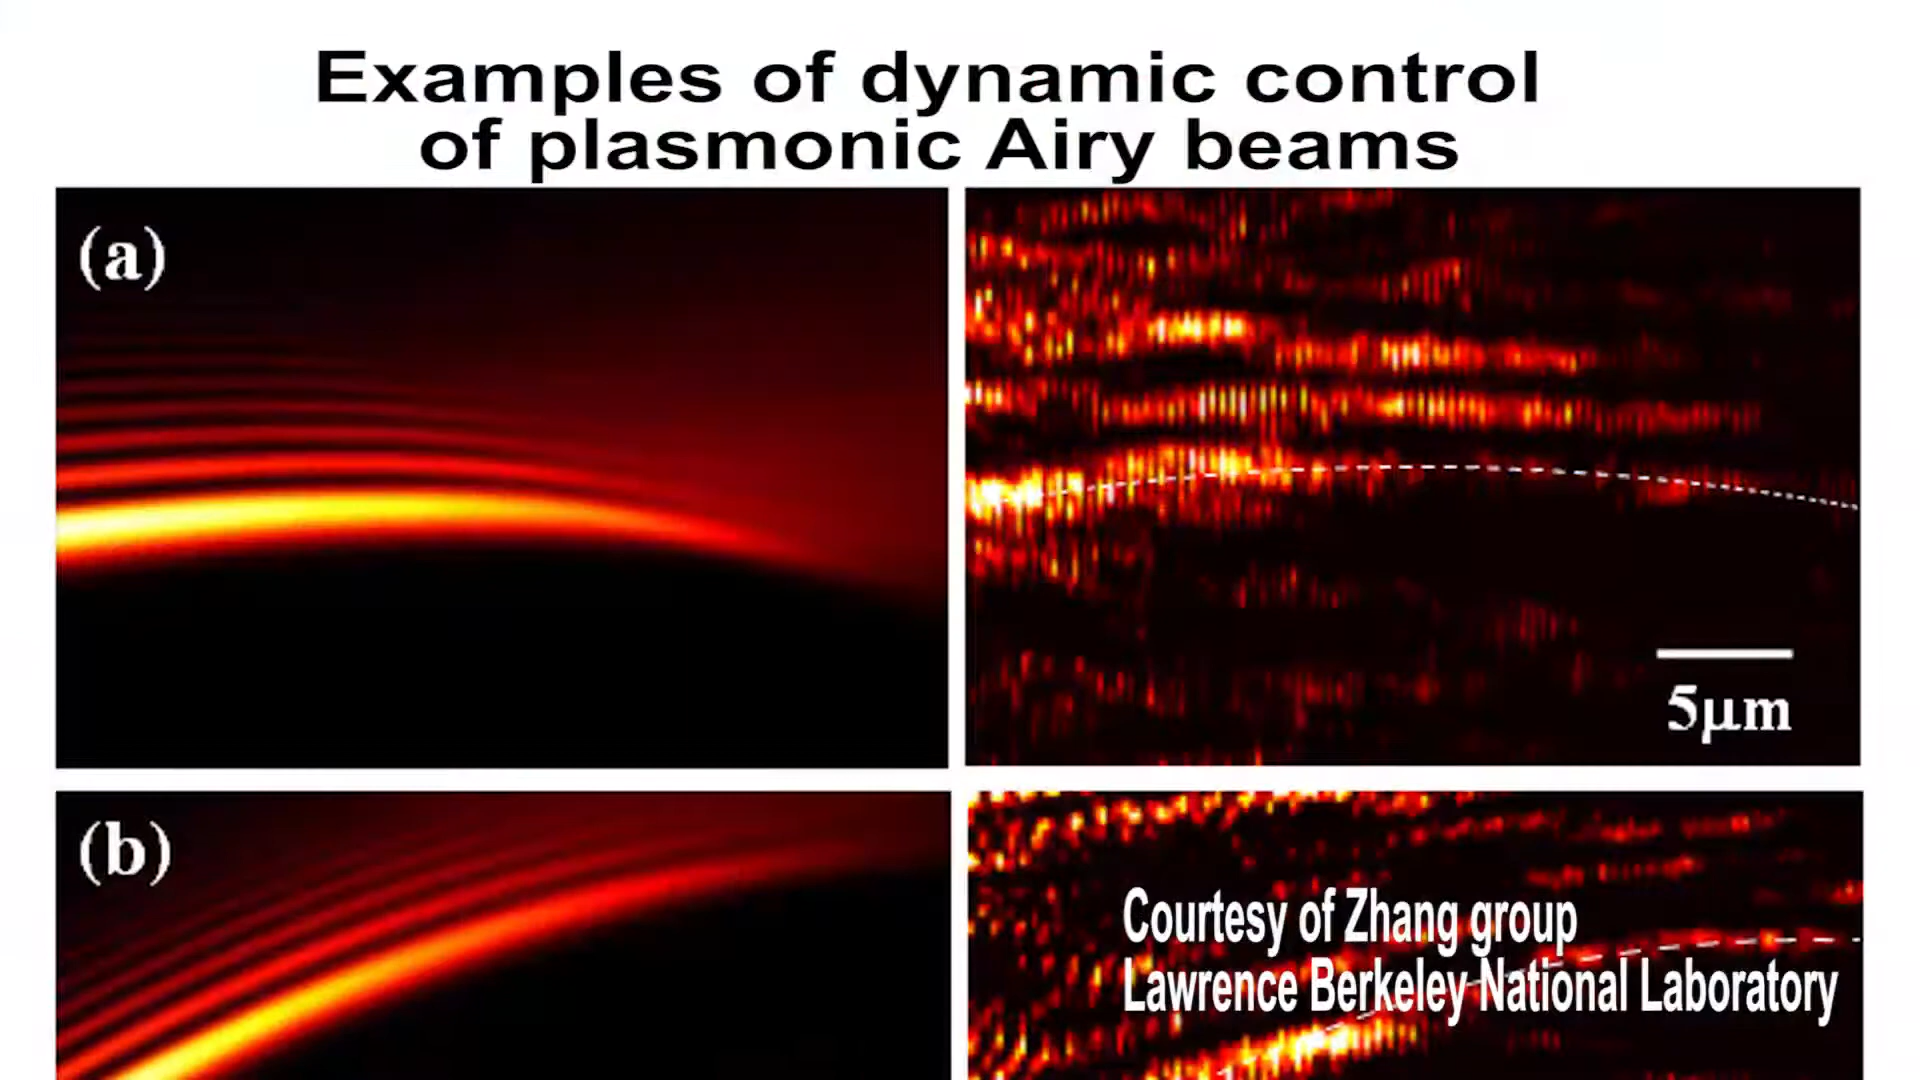 Examples of dynamic control
of plasmonic Airy beams
(a)
5μm
(b)
Courtesy of Zhang group
Lawrence Berkeley National Laboratory